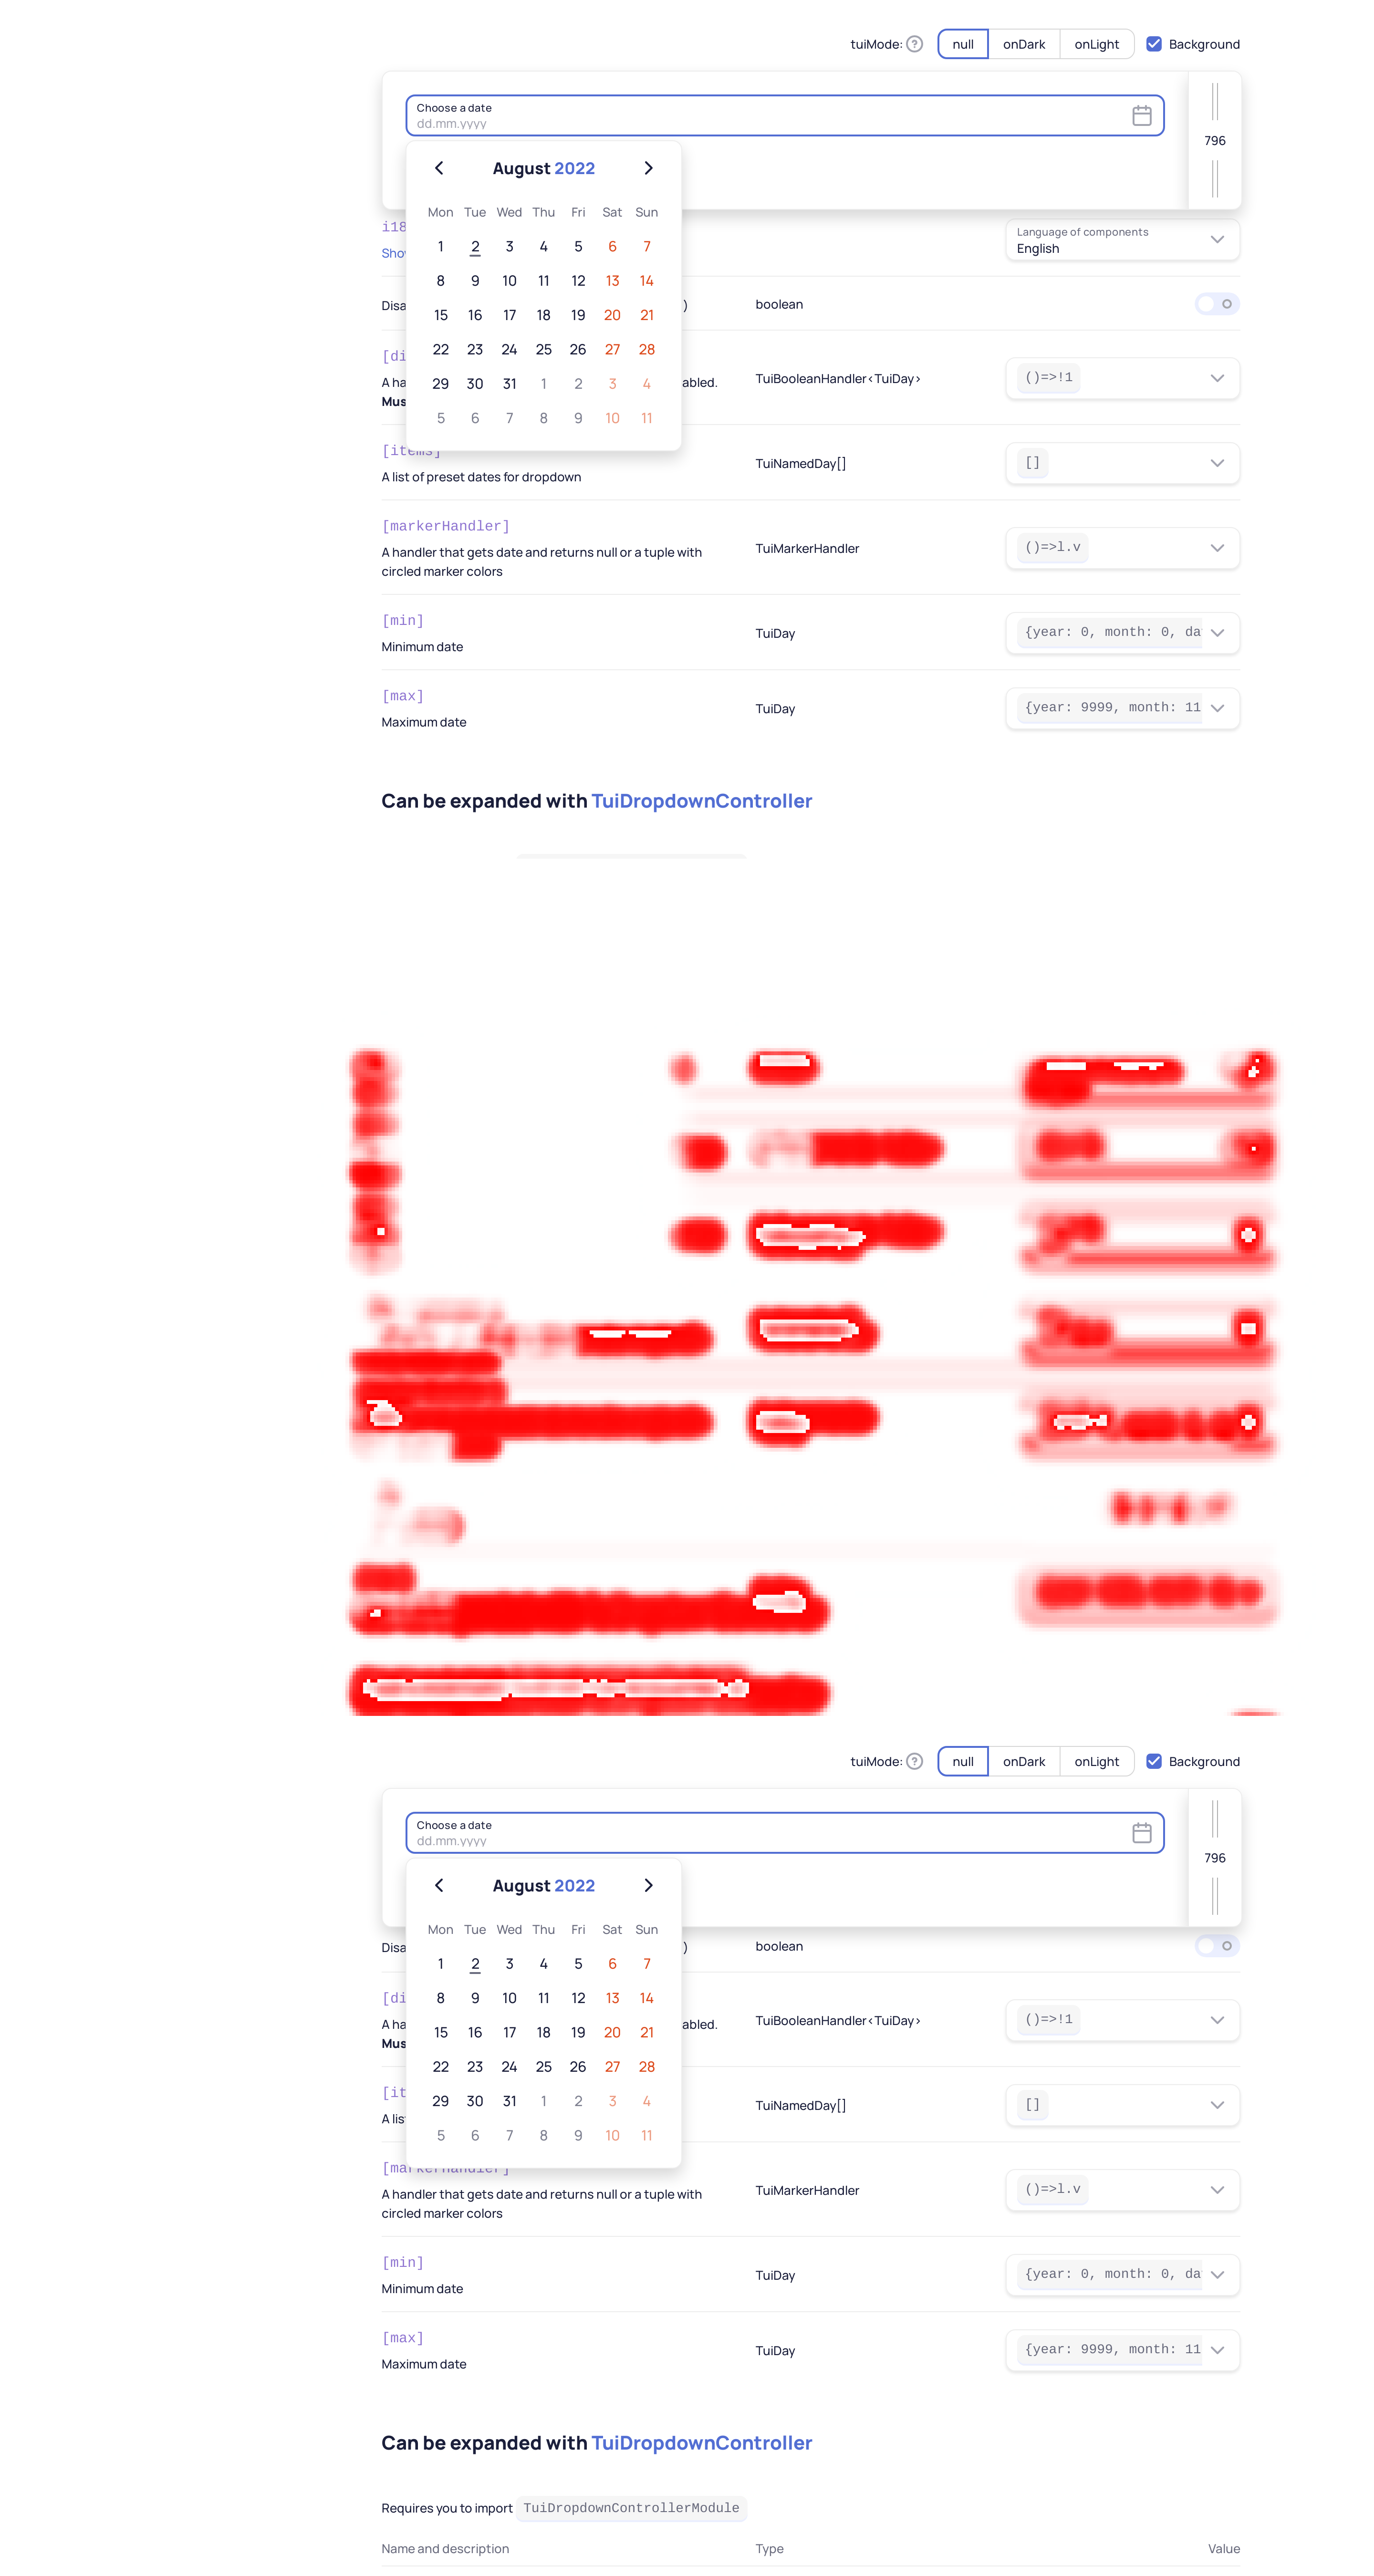 tuiMode: ? null onDark onLight Background
Choose a date
dd.mm.yyyy
796
August 2022
Mon Tue Wed Thu Fri Sat Sun
1 2 3 4 5 6 7
8 9 10 11 12 13 14
15 16 17 18 19 20 21
22 23 24 25 26 27 28
29 30 31 1 2 3 4
5 6 7 8 9 10 11
i18
Show
Language of components
English
Disa ) boolean
[di
A ha abled.
Mus
TuiBooleanHandler<TuiDay> ()=>!1
[items]
A list of preset dates for dropdown
TuiNamedDay[] []
[markerHandler]
A handler that gets date and returns null or a tuple with
circled marker colors
TuiMarkerHandler ()=>l.v
[min]
Minimum date
TuiDay {year: 0, month: 0, da
[max]
Maximum date
TuiDay {year: 9999, month: 11
Can be expanded with TuiDropdownController
tuiMode: ? null onDark onLight Background
Choose a date
dd.mm.yyyy
796
August 2022
Mon Tue Wed Thu Fri Sat Sun
1 2 3 4 5 6 7
8 9 10 11 12 13 14
15 16 17 18 19 20 21
22 23 24 25 26 27 28
29 30 31 1 2 3 4
5 6 7 8 9 10 11
Disa ) boolean
[di
A ha abled.
Mus
TuiBooleanHandler<TuiDay> ()=>!1
[it
A lis
TuiNamedDay[] []
[markerHandler]
A handler that gets date and returns null or a tuple with
circled marker colors
TuiMarkerHandler ()=>l.v
[min]
Minimum date
TuiDay {year: 0, month: 0, da
[max]
Maximum date
TuiDay {year: 9999, month: 11
Can be expanded with TuiDropdownController
Requires you to import TuiDropdownControllerModule
Name and description Type Value